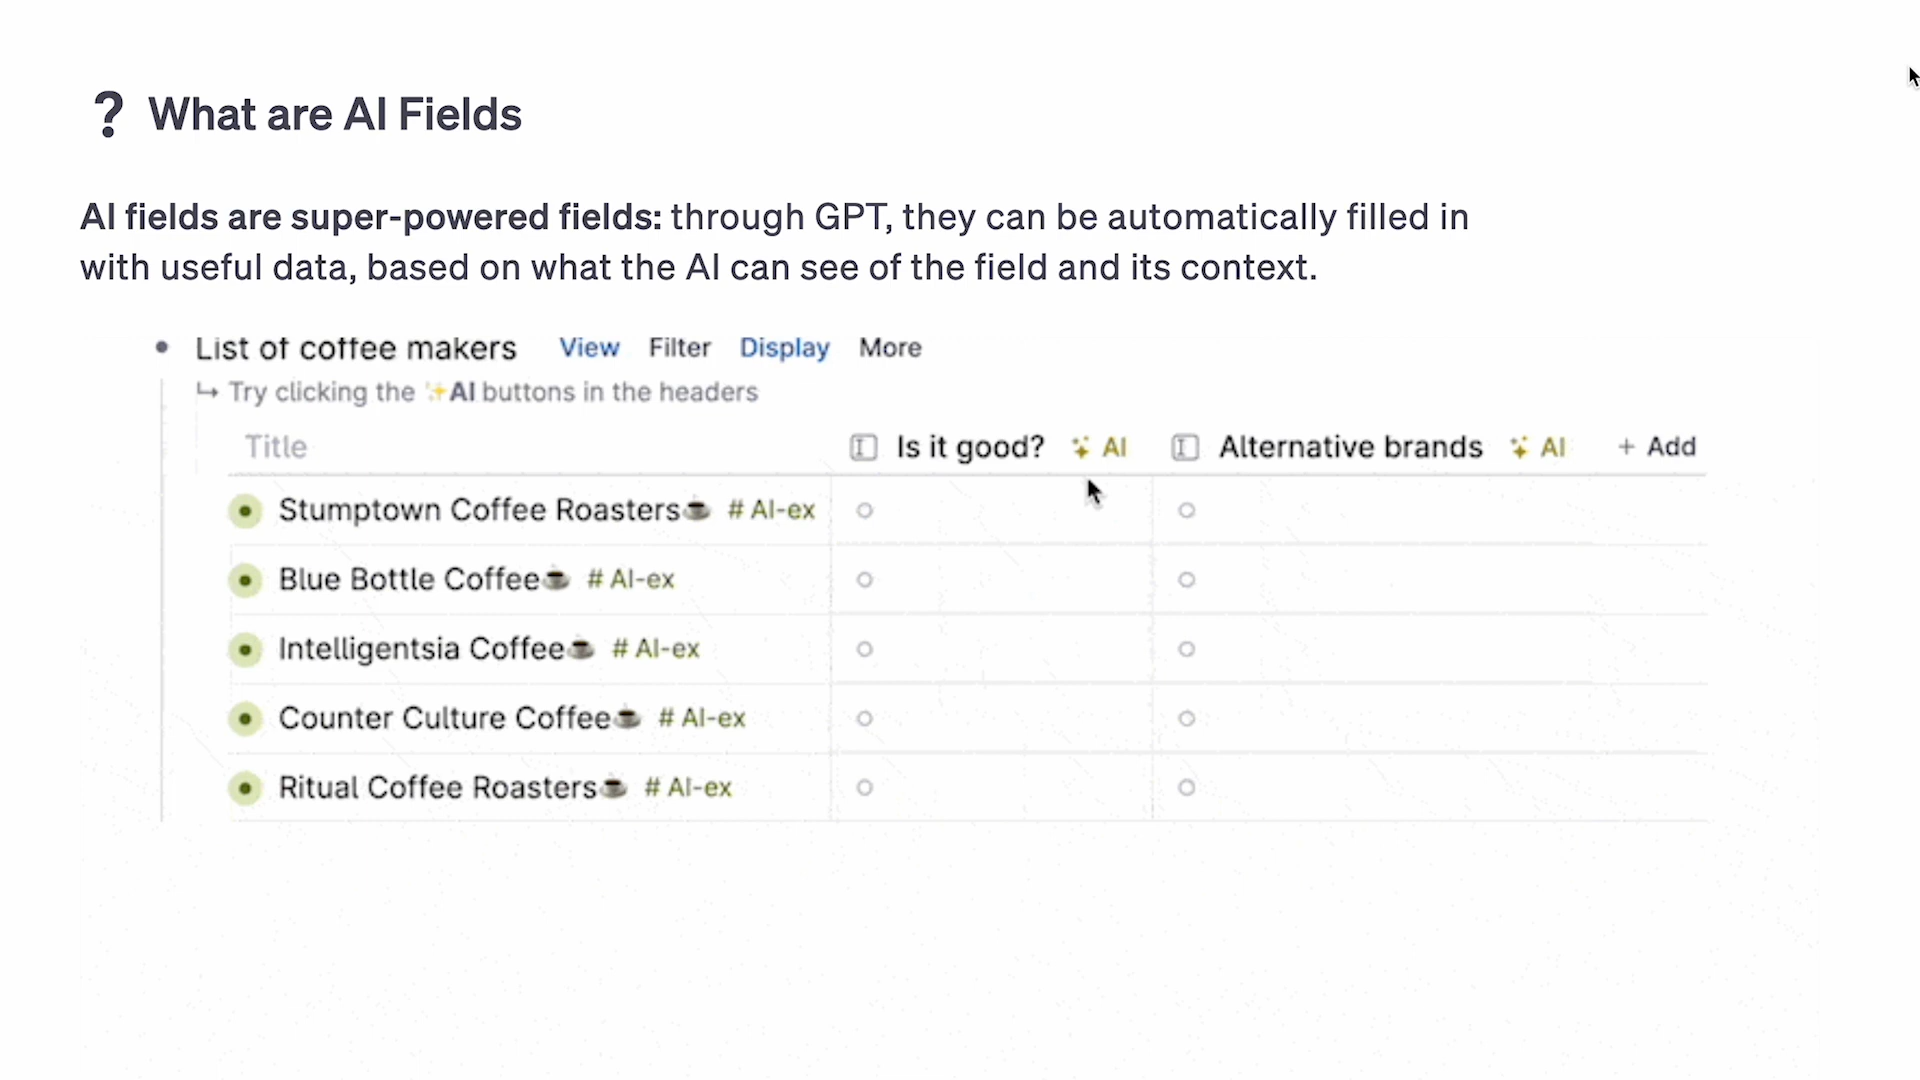 ? What are AI Fields
AI fields are super-powered fields: through GPT, they can be automatically filled in
with useful data, based on what the AI can see of the field and its context.
List of coffee makers View Filter Display More
Try clicking the ✨AI buttons in the headers
Title Is it good? AI Alternative brands AI + Add
Stumptown Coffee Roasters☕ # AI-ex
Blue Bottle Coffee☕ # AI-ex
Intelligentsia Coffee☕ # AI-ex
Counter Culture Coffee☕ # AI-ex
Ritual Coffee Roasters☕ # AI-ex